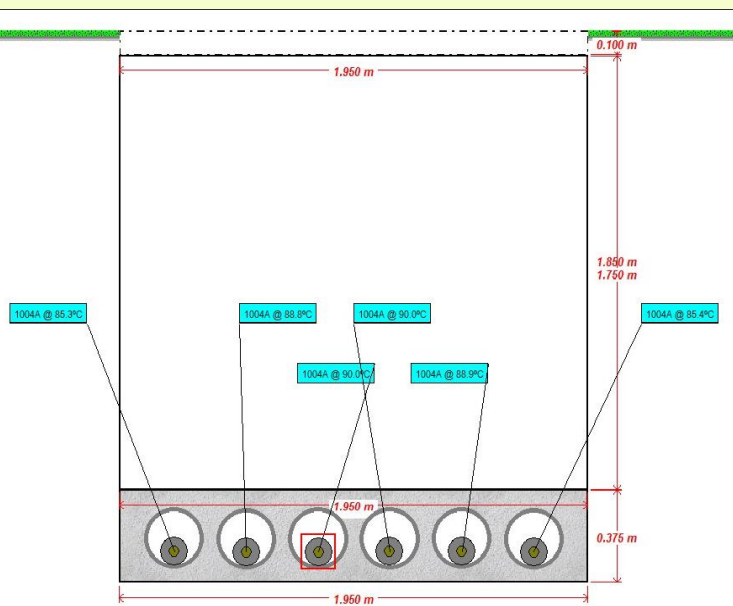 0.100 m
1.950 m
1.850 m
1.750 m
1004A @ 85.3ºC
1004A @ 88.8ºC
1004A @ 90.0ºC
1004A @ 85.4ºC
1004A @ 90.0ºC
1004A @ 88.9ºC
1.950 m
0.375 m
1.950 m